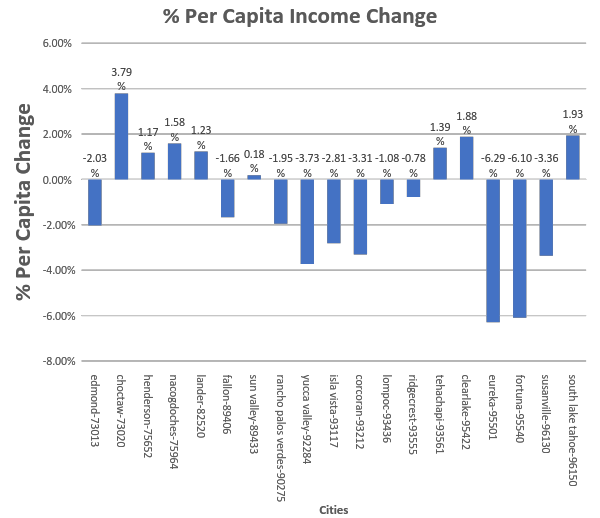 % Per Capita Income Change
% Per Capita Change
6.00%
4.00%
2.00%
0.00%
-2.00%
-4.00%
-6.00%
-8.00%
-2.03
%
3.79
%
1.17
%
1.58
%
1.23
%
-1.66
%
0.18
%
-1.95
%
-3.73
%
-2.81
%
-3.31
%
-1.08
%
-0.78
%
1.39
%
1.88
%
-6.29
%
-6.10
%
-3.36
%
1.93
%
edmond-73013
choctaw-73020
henderson-75652
nacogdoches-75964
lander-82520
fallon-89406
sun valley-89433
rancho palos verdes-90275
yucca valley-92284
isla vista-93117
corcoran-93212
lompoc-93436
ridgecrest-93555
tehachapi-93561
clearlake-95422
eureka-95501
fortuna-95540
susanville-96130
south lake tahoe-96150
Cities